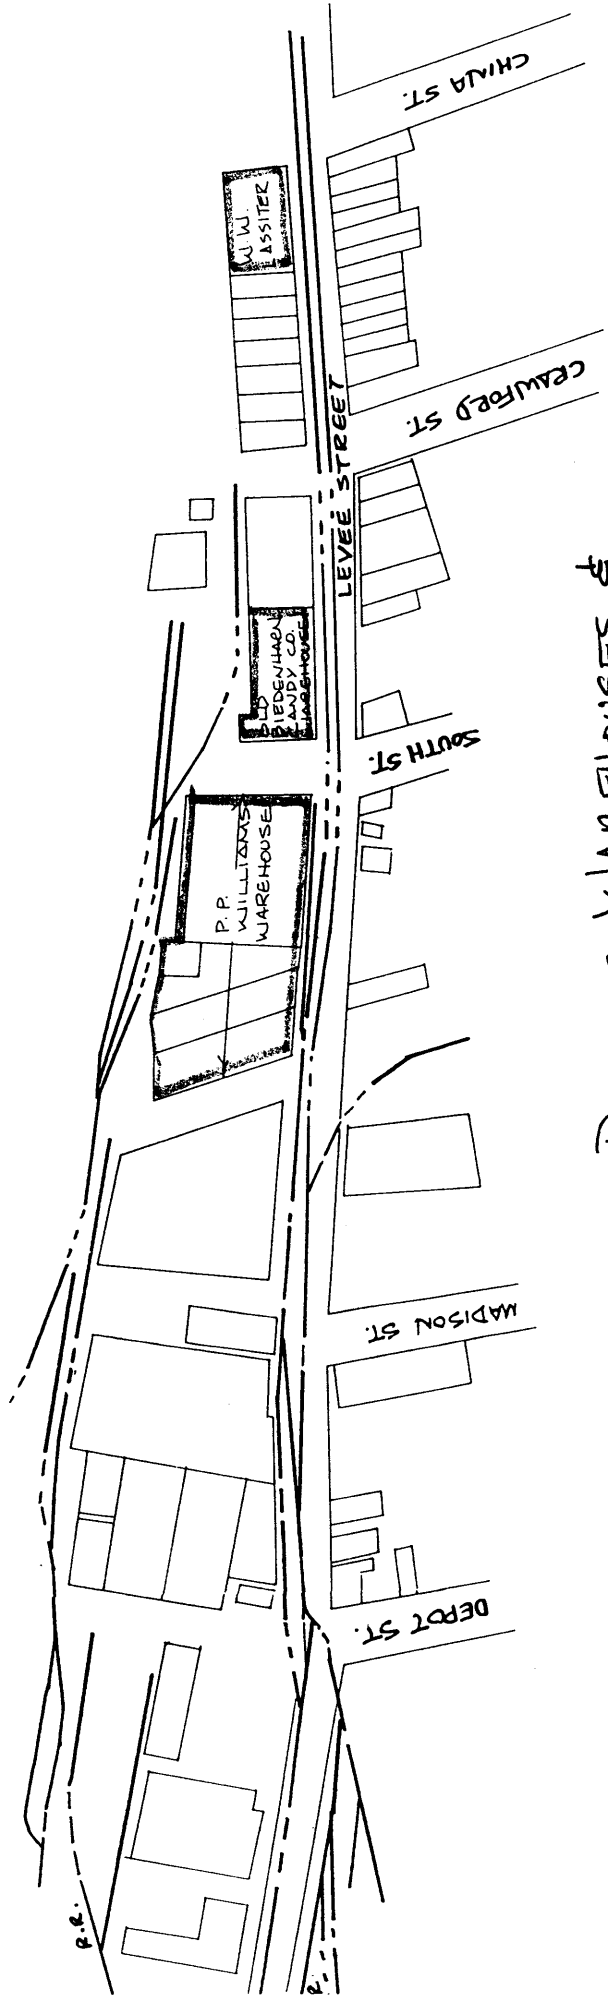 CHINA ST.
W. W.
LASSITER
CRAWFORD ST.
LEVEE STREET
OLD
BIEDENHARN
CANDY CO.
WAREHOUSE
SOUTH ST.
P. P.
WILLIAMS
WAREHOUSE
MADISON ST.
DEPOT ST.
R.R.
R